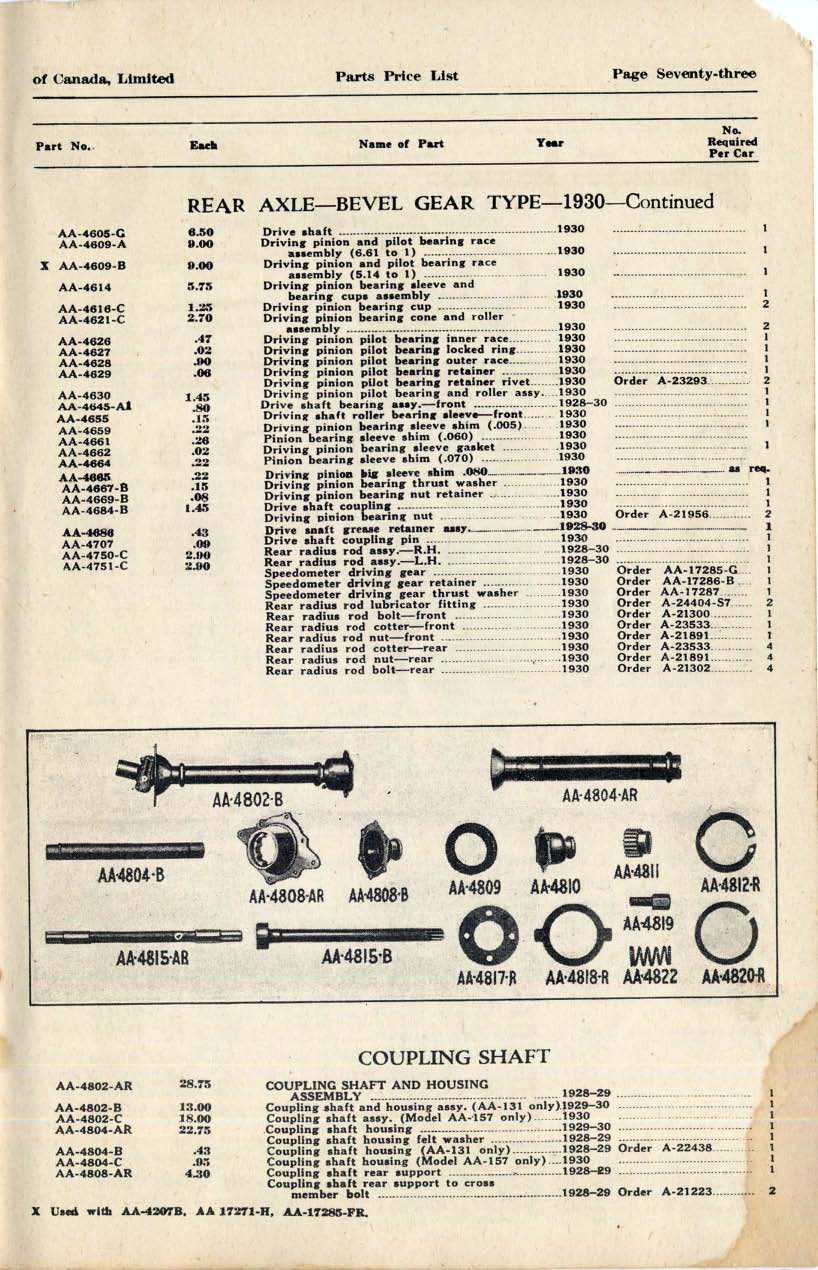 of Canada, Limited Parts Price List Page Seventy-three
No.
Part No. Each Name of Part Year Required
Per Car
REAR AXLE—BEVEL GEAR TYPE—1930—Continued
AA-4605-G 6.50 Drive shaft 1930 1
AA-4609-A 9.00 Driving pinion and pilot bearing race
assembly (6.61 to 1) 1930 1
X AA-4609-B 9.00 Driving pinion and pilot bearing race
assembly (5.14 to 1) 1930 1
AA-4614 5.75 Driving pinion bearing sleeve and
bearing cups assembly 1930 1
AA-4616-C 1.25 Driving pinion bearing cup 1930 2
AA-4621-C 2.70 Driving pinion bearing cone and roller
assembly 1930 2
AA-4626 .47 Driving pinion pilot bearing inner race 1930 1
AA-4627 .02 Driving pinion pilot bearing locked ring 1930 1
AA-4628 .90 Driving pinion pilot bearing outer race 1930 1
AA-4629 .06 Driving pinion pilot bearing retainer 1930 1
Driving pinion pilot bearing retainer rivet 1930 Order A-23293 2
AA-4630 1.45 Driving pinion pilot bearing and roller assy. 1930 1
AA-4645-A1 .80 Drive shaft bearing assy.—front 1928-30 1
AA-4655 .15 Driving shaft roller bearing sleeve—front 1930 1
AA-4659 .22 Driving pinion bearing sleeve shim (.005) 1930 1
AA-4661 .26 Pinion bearing sleeve shim (.060) 1930
AA-4662 .02 Driving pinion bearing sleeve gasket 1930 1
AA-4664 .22 Pinion bearing sleeve shim (.070) 1930
AA-4665 .22 Driving pinion big sleeve shim .080 1930 as req.
AA-4667-B .15 Driving pinion bearing thrust washer 1930 1
AA-4669-B .08 Driving pinion bearing nut retainer 1930 1
AA-4684-B 1.45 Drive shaft coupling 1930 1
Driving pinion bearing nut 1930 Order A-21956 2
AA-4686 .43 Drive shaft grease retainer assy. 1928-30 1
AA-4707 .09 Drive shaft coupling pin 1930 1
AA-4750-C 2.90 Rear radius rod assy.—R.H. 1928-30 1
AA-4751-C 2.90 Rear radius rod assy.—L.H. 1928-30 1
Speedometer driving gear 1930 Order AA-17285-G 1
Speedometer driving gear retainer 1930 Order AA-17286-B 1
Speedometer driving gear thrust washer 1930 Order AA-17287 1
Rear radius rod lubricator fitting 1930 Order A-24404-S7 2
Rear radius rod bolt—front 1930 Order A-21300 1
Rear radius rod cotter—front 1930 Order A-23533 1
Rear radius rod nut—front 1930 Order A-21891 1
Rear radius rod cotter—rear 1930 Order A-23533 4
Rear radius rod nut—rear 1930 Order A-21891 4
Rear radius rod bolt—rear 1930 Order A-21302 4
AA-4802-B AA-4804-AR
AA-4804-B AA-4808-AR AA-4808-B AA-4809 AA-4810 AA-4811 AA-4812-R
AA-4819
AA-4815-AR AA-4815-B AA-4817-R AA-4818-R AA-4822 AA-4820-R
COUPLING SHAFT
AA-4802-AR 28.75 COUPLING SHAFT AND HOUSING
ASSEMBLY 1928-29 1
AA-4802-B 13.00 Coupling shaft and housing assy. (AA-131 only) 1929-30 1
AA-4802-C 18.00 Coupling shaft assy. (Model AA-157 only) 1930 1
AA-4804-AR 22.75 Coupling shaft housing 1929-30 1
Coupling shaft housing felt washer 1928-29 1
AA-4804-B .43 Coupling shaft housing (AA-131 only) 1928-29 Order A-22438 1
AA-4804-C .95 Coupling shaft housing (Model AA-157 only) 1930 1
AA-4808-AR 4.30 Coupling shaft rear support 1928-29 1
Coupling shaft rear support to cross
member bolt 1928-29 Order A-21223 2
X Used with AA-4207B, AA 17271-H, AA-17285-FR.